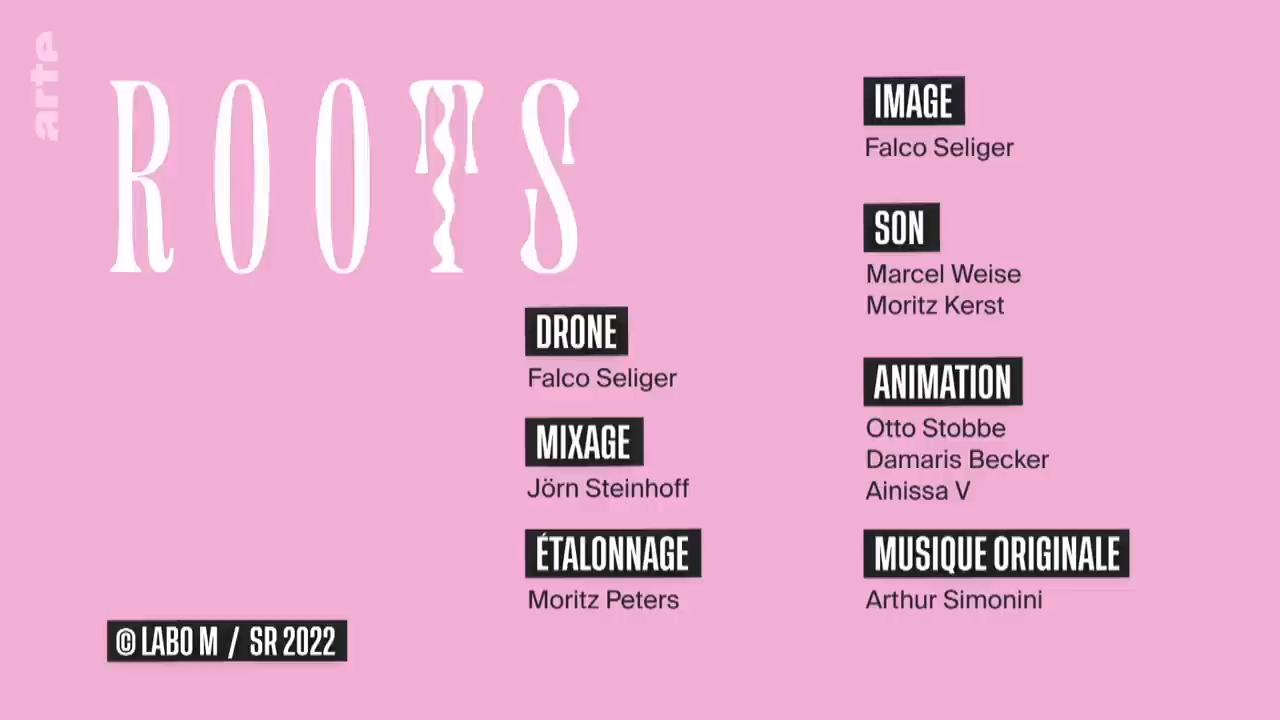 arte
ROOTS
DRONE
Falco Seliger
MIXAGE
Jörn Steinhoff
ÉTALONNAGE
Moritz Peters
IMAGE
Falco Seliger
SON
Marcel Weise
Moritz Kerst
ANIMATION
Otto Stobbe
Damaris Becker
Ainissa V
MUSIQUE ORIGINALE
Arthur Simonini
© LABO M / SR 2022